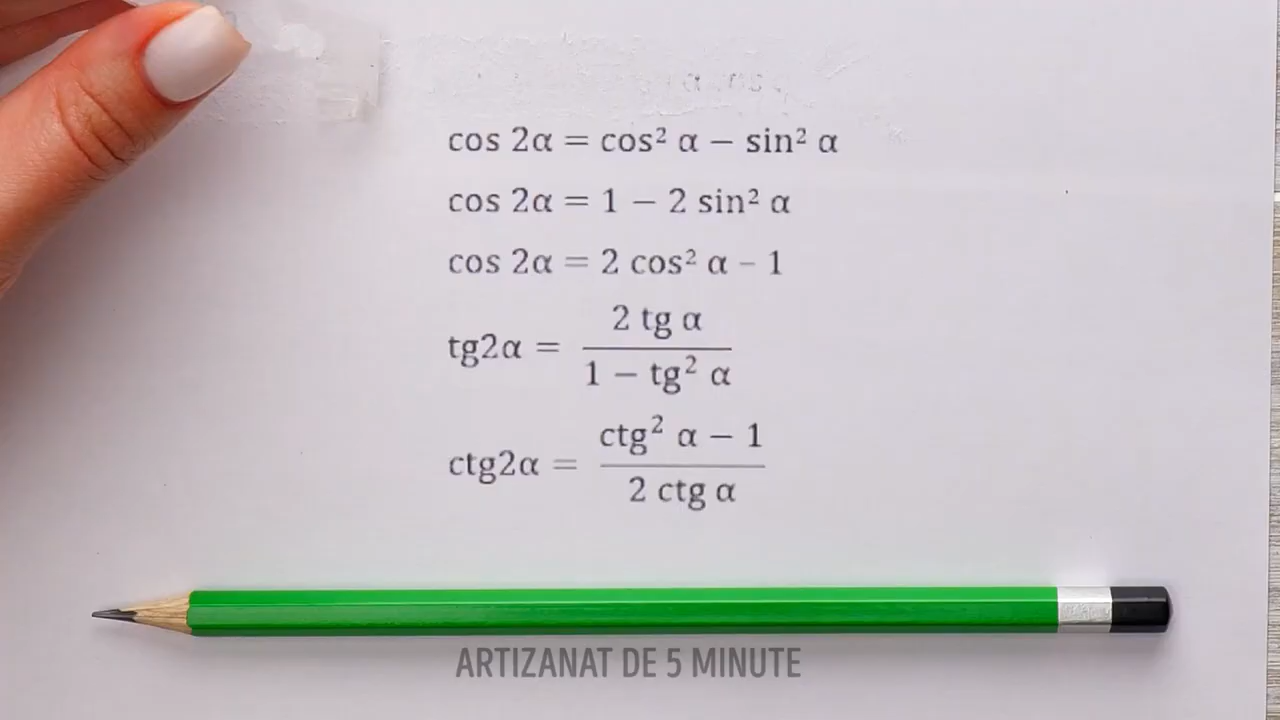 cos 2α = cos² α − sin² α
cos 2α = 1 − 2 sin² α
cos 2α = 2 cos² α – 1
tg2α = 2 tg α / 1 − tg² α
ctg2α = ctg² α − 1 / 2 ctg α
ARTIZANAT DE 5 MINUTE